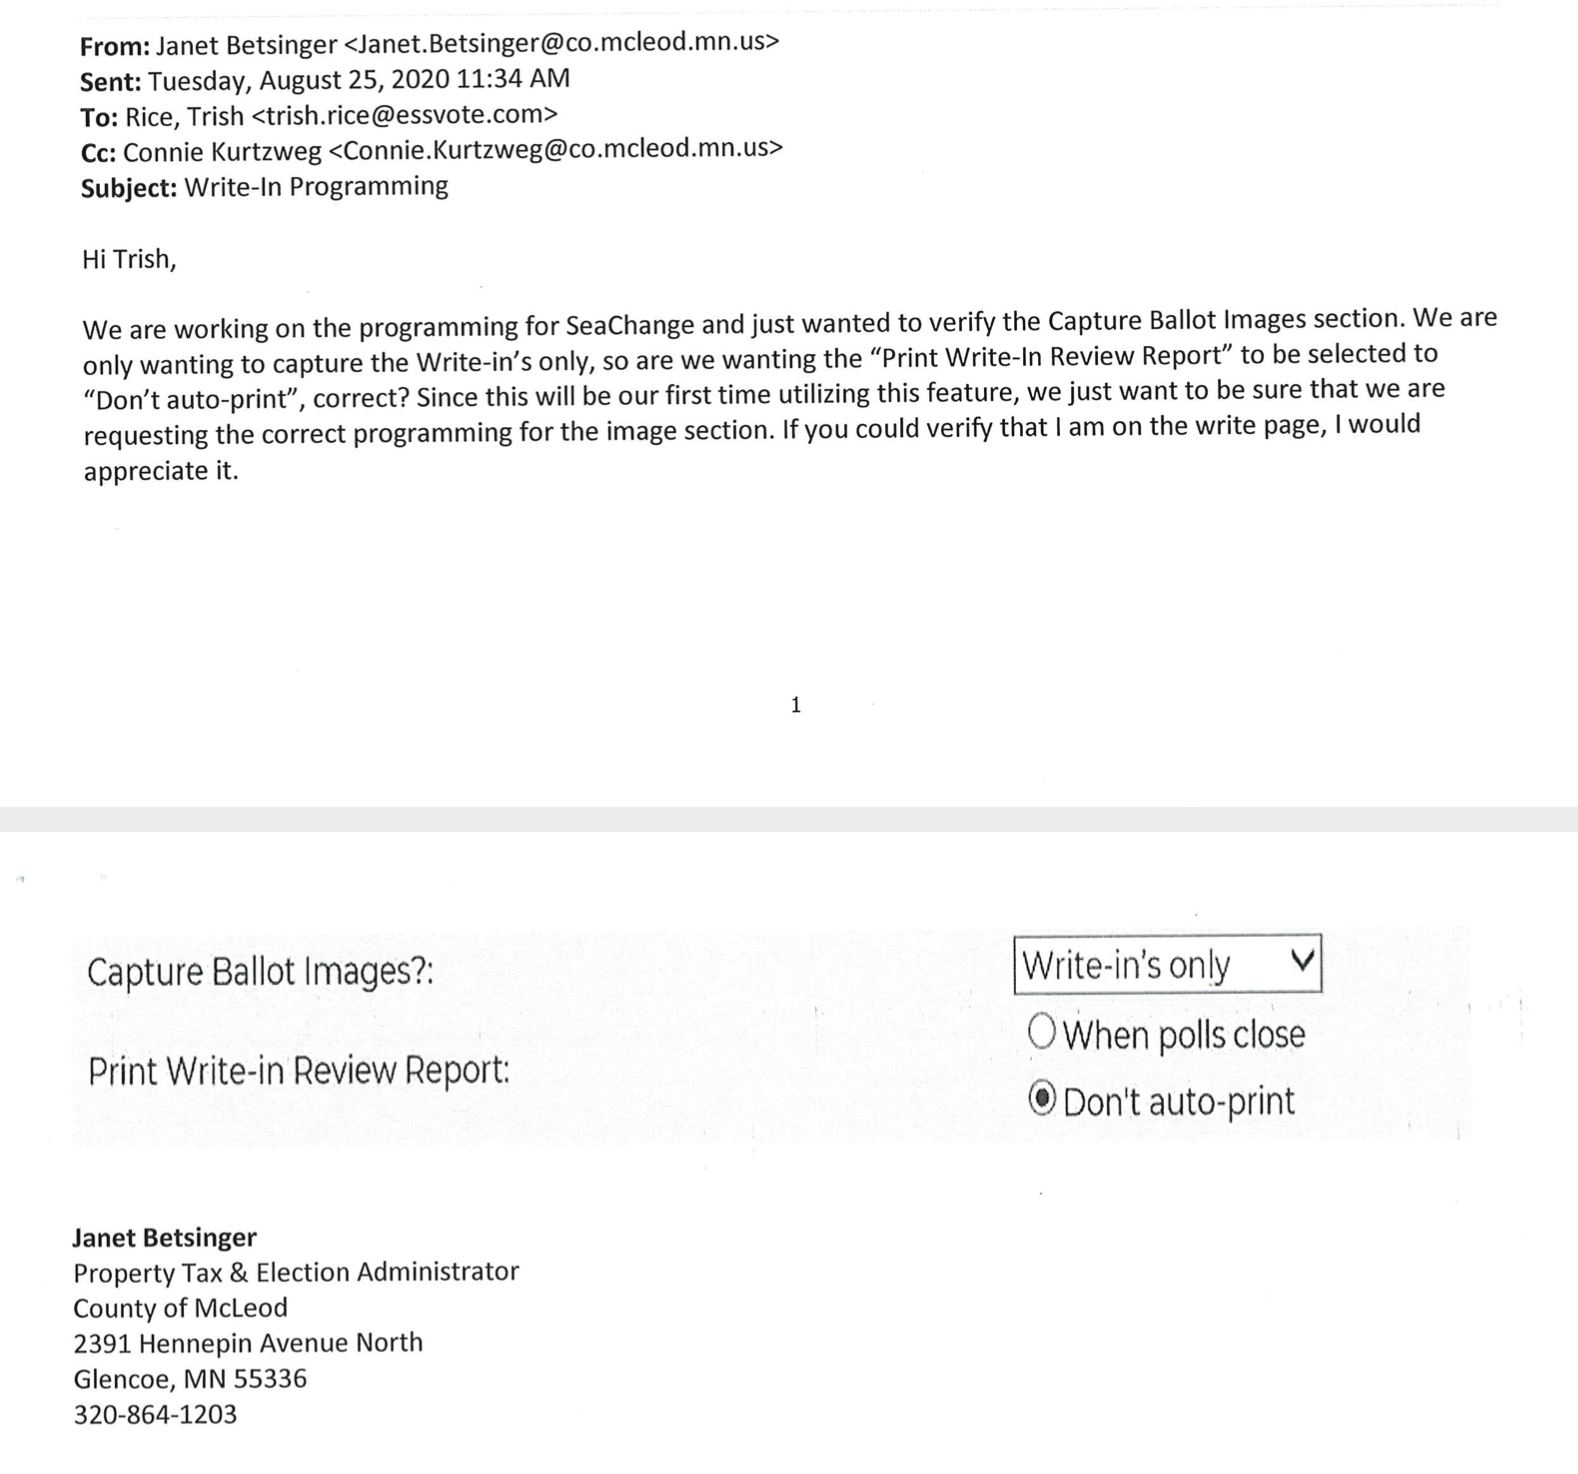 From: Janet Betsinger <Janet.Betsinger@co.mcleod.mn.us>
Sent: Tuesday, August 25, 2020 11:34 AM
To: Rice, Trish <trish.rice@essvote.com>
Cc: Connie Kurtzweg <Connie.Kurtzweg@co.mcleod.mn.us>
Subject: Write-In Programming
Hi Trish,
We are working on the programming for SeaChange and just wanted to verify the Capture Ballot Images section. We are
only wanting to capture the Write-in’s only, so are we wanting the “Print Write-In Review Report” to be selected to
“Don’t auto-print”, correct? Since this will be our first time utilizing this feature, we just want to be sure that we are
requesting the correct programming for the image section. If you could verify that I am on the write page, I would
appreciate it.
1
Capture Ballot Images?:
Write-in's only
When polls close
Print Write-in Review Report:
Don't auto-print
Janet Betsinger
Property Tax & Election Administrator
County of McLeod
2391 Hennepin Avenue North
Glencoe, MN 55336
320-864-1203